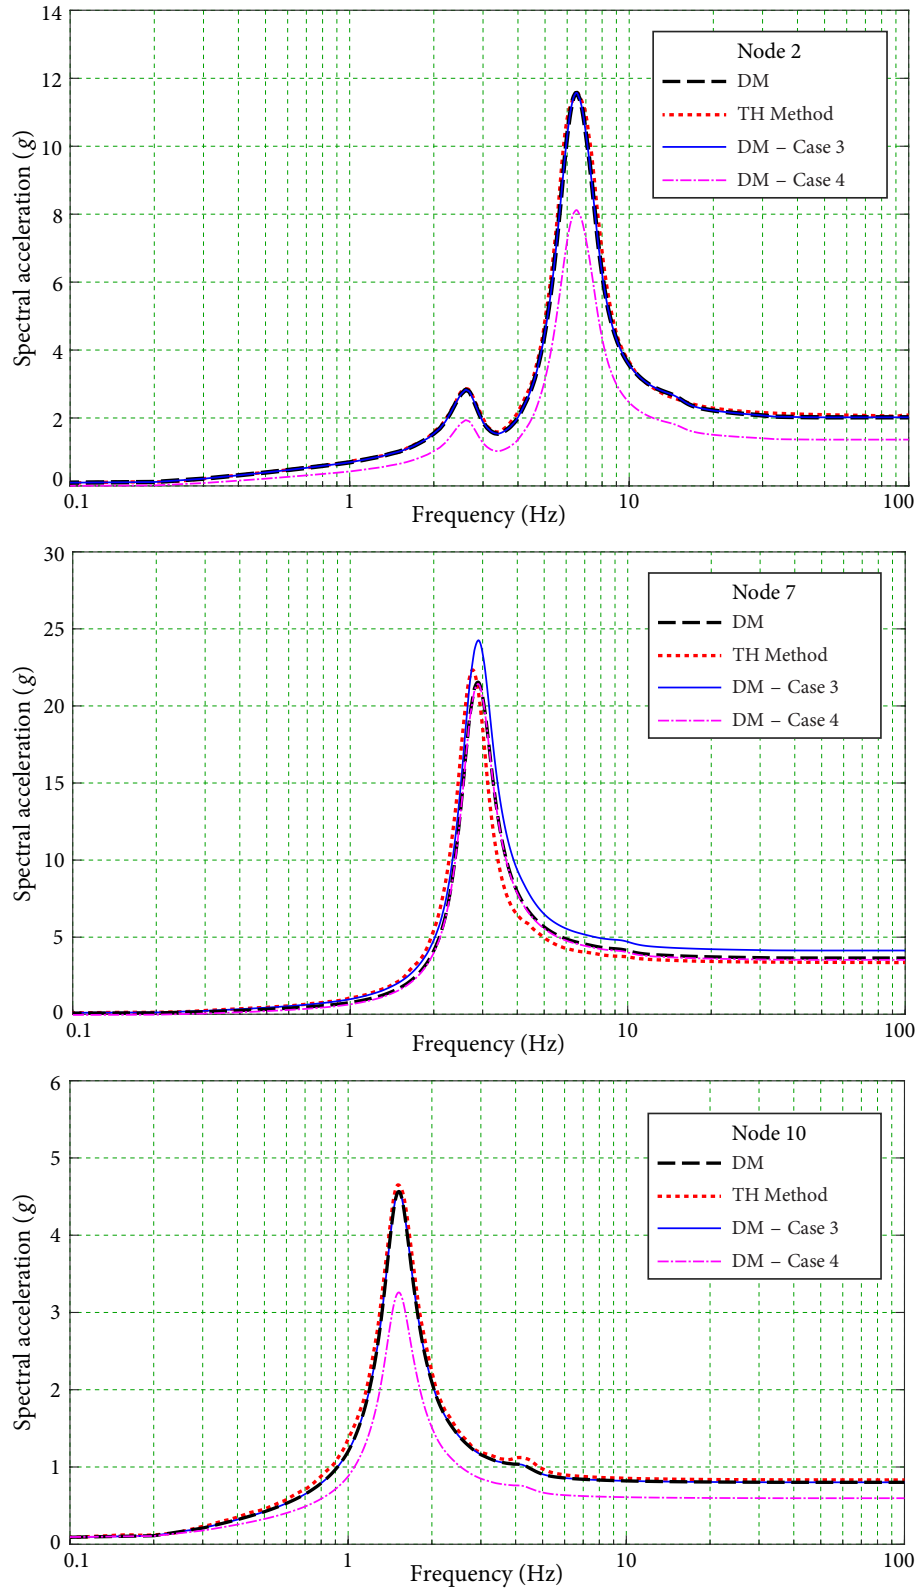 14
12
10
8
6
4
2
0
Spectral acceleration (g)
0.1
1
10
100
Frequency (Hz)
Node 2
DM
TH Method
DM – Case 3
DM – Case 4
30
25
20
15
10
5
0
Spectral acceleration (g)
0.1
1
10
100
Frequency (Hz)
Node 7
DM
TH Method
DM – Case 3
DM – Case 4
6
5
4
3
2
1
0
Spectral acceleration (g)
0.1
1
10
100
Frequency (Hz)
Node 10
DM
TH Method
DM – Case 3
DM – Case 4